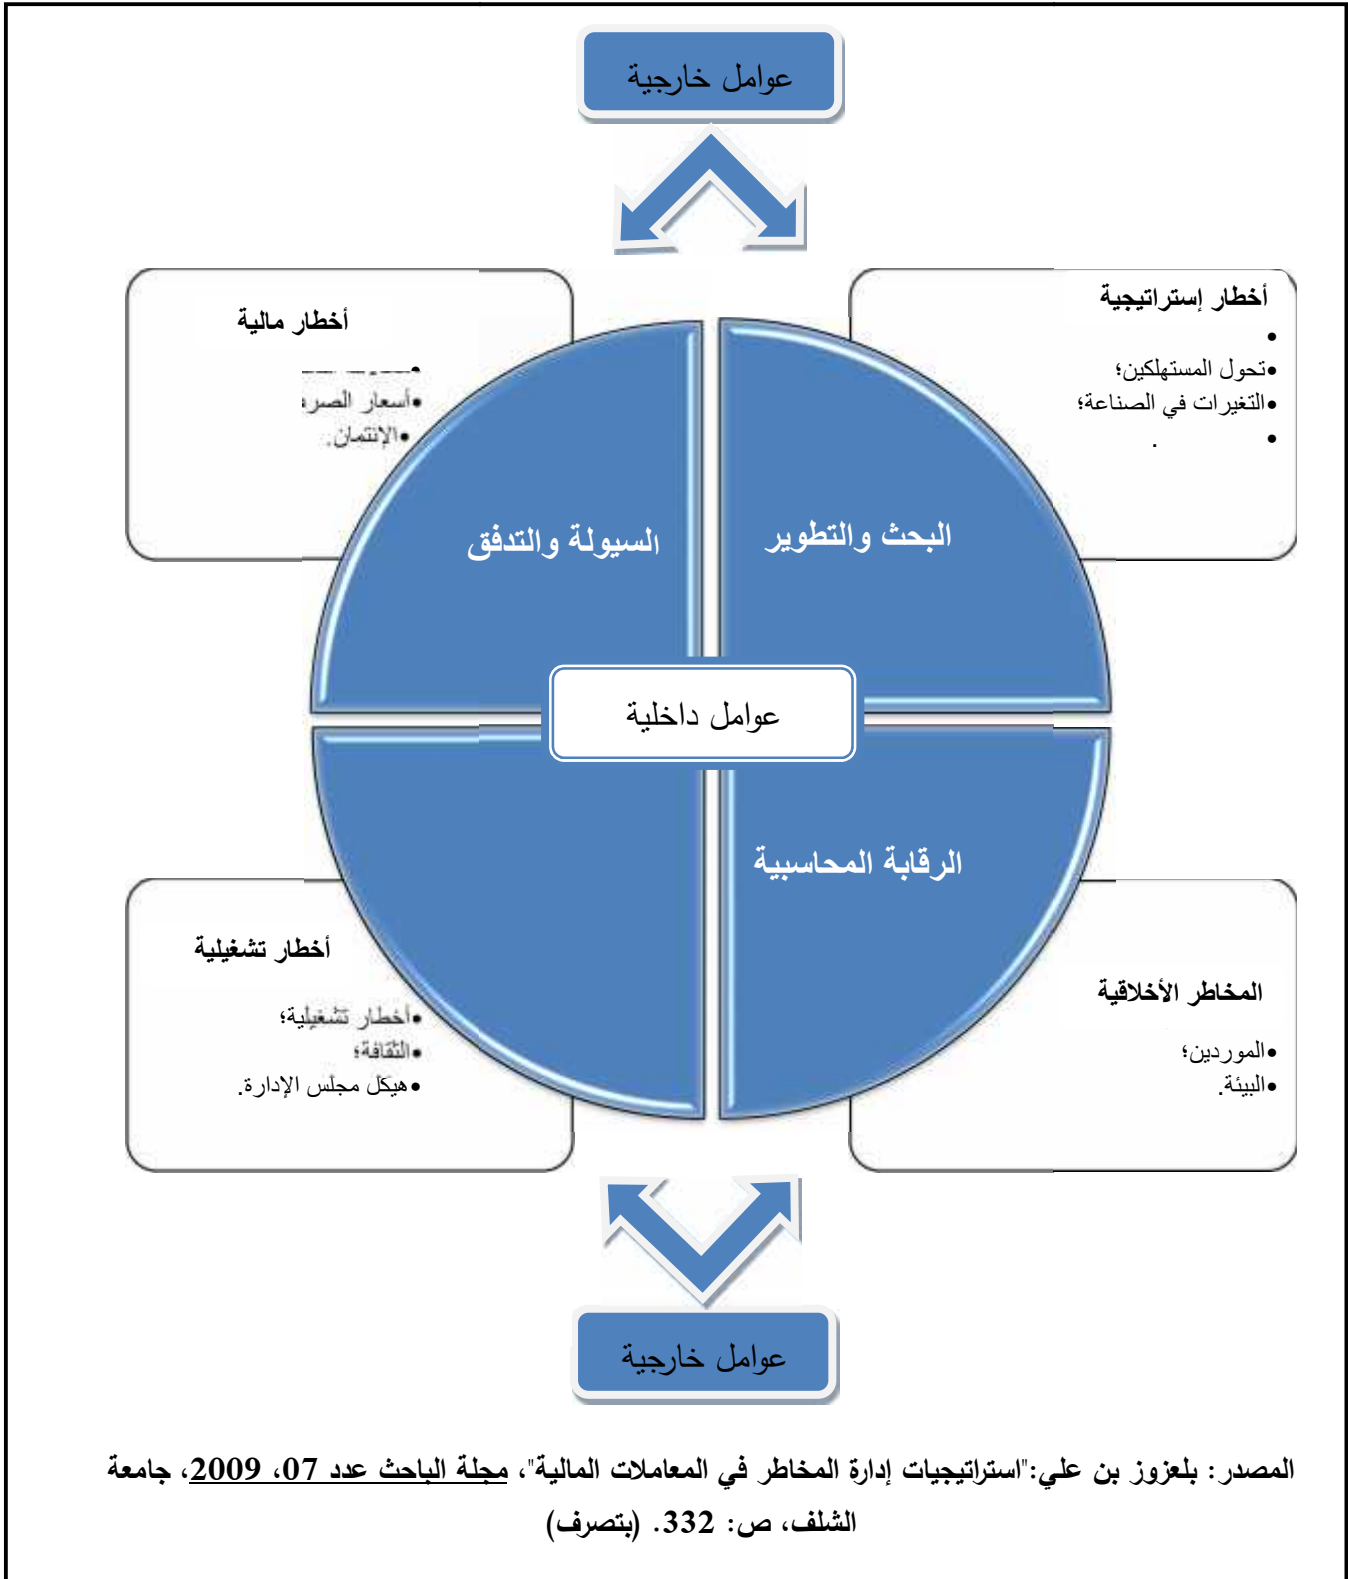 عوامل خارجية
أخطار إستراتيجية
•
•تحول المستهلكين؛
•التغيرات في الصناعة؛
• .
أخطار مالية
•أسعار الصرف
•الإئتمان.
البحث والتطوير
السيولة والتدفق
عوامل داخلية
الرقابة المحاسبية
المخاطر الأخلاقية
•الموردين؛
•البيئة.
أخطار تشغيلية
•أخطار تشغيلية؛
•الثقافة؛
•هيكل مجلس الإدارة.
عوامل خارجية
المصدر: بلعزوز بن علي:"استراتيجيات إدارة المخاطر في المعاملات المالية"، مجلة الباحث عدد 07، 2009، جامعة
الشلف، ص: 332. (بتصرف)